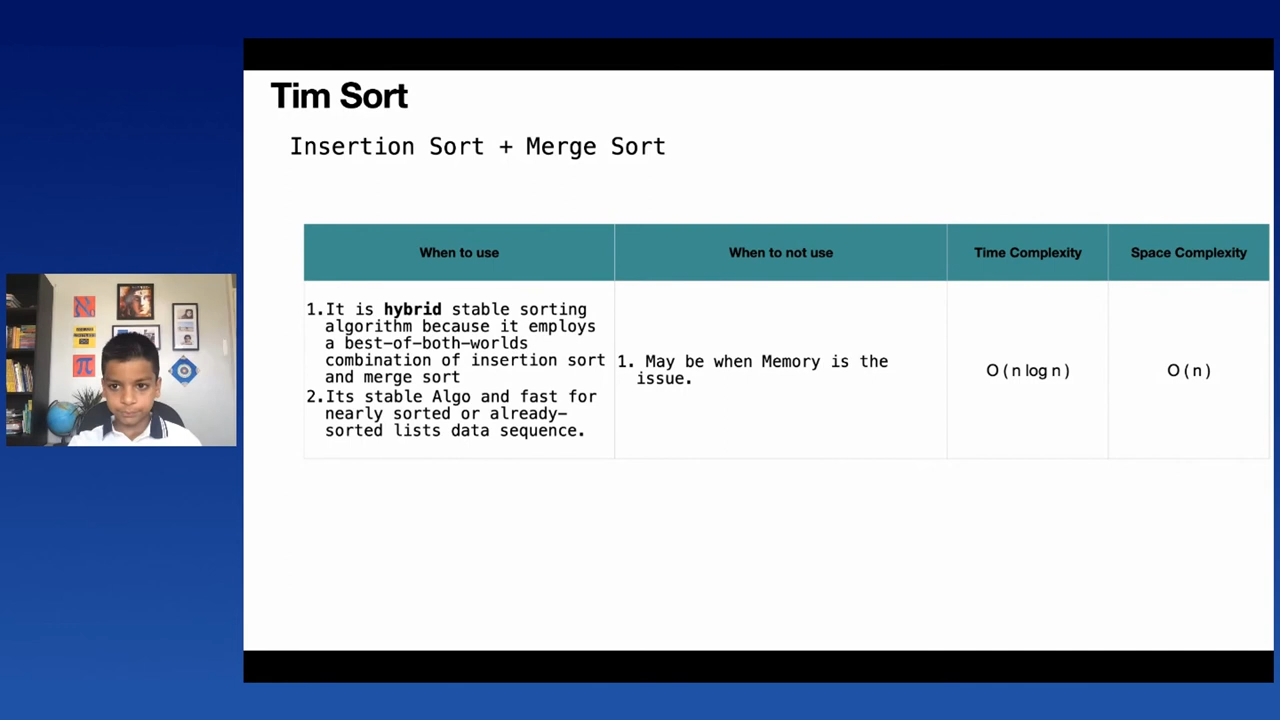 Tim Sort
Insertion Sort + Merge Sort
When to use
When to not use
Time Complexity
Space Complexity
1.It is hybrid stable sorting
algorithm because it employs
a best-of-both-worlds
combination of insertion sort
and merge sort
2.Its stable Algo and fast for
nearly sorted or already-
sorted lists data sequence.
1. May be when Memory is the
issue.
O ( n log n )
O ( n )